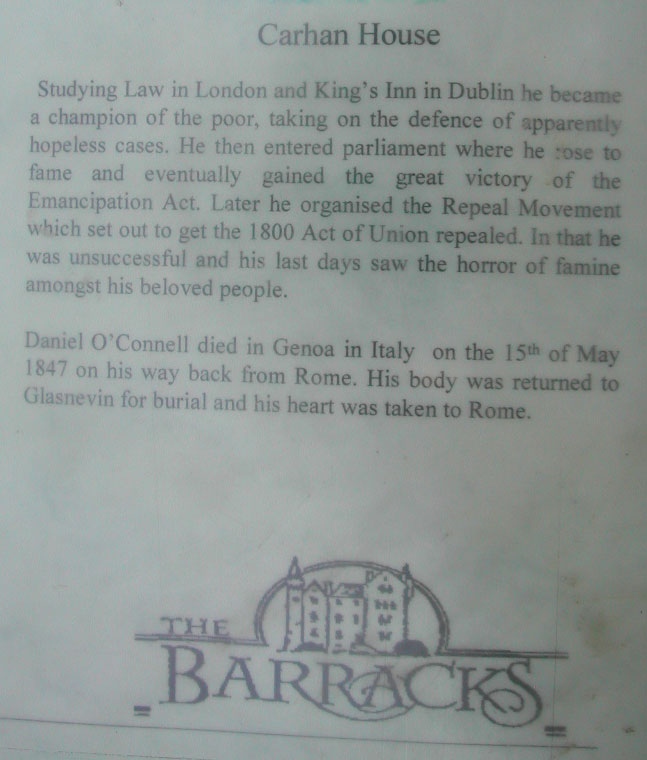 Carhan House
Studying Law in London and King's Inn in Dublin he became
a champion of the poor, taking on the defence of apparently
hopeless cases. He then entered parliament where he rose to
fame and eventually gained the great victory of the
Emancipation Act. Later he organised the Repeal Movement
which set out to get the 1800 Act of Union repealed. In that he
was unsuccessful and his last days saw the horror of famine
amongst his beloved people.
Daniel O'Connell died in Genoa in Italy on the 15th of May
1847 on his way back from Rome. His body was returned to
Glasnevin for burial and his heart was taken to Rome.
THE
BARRACKS